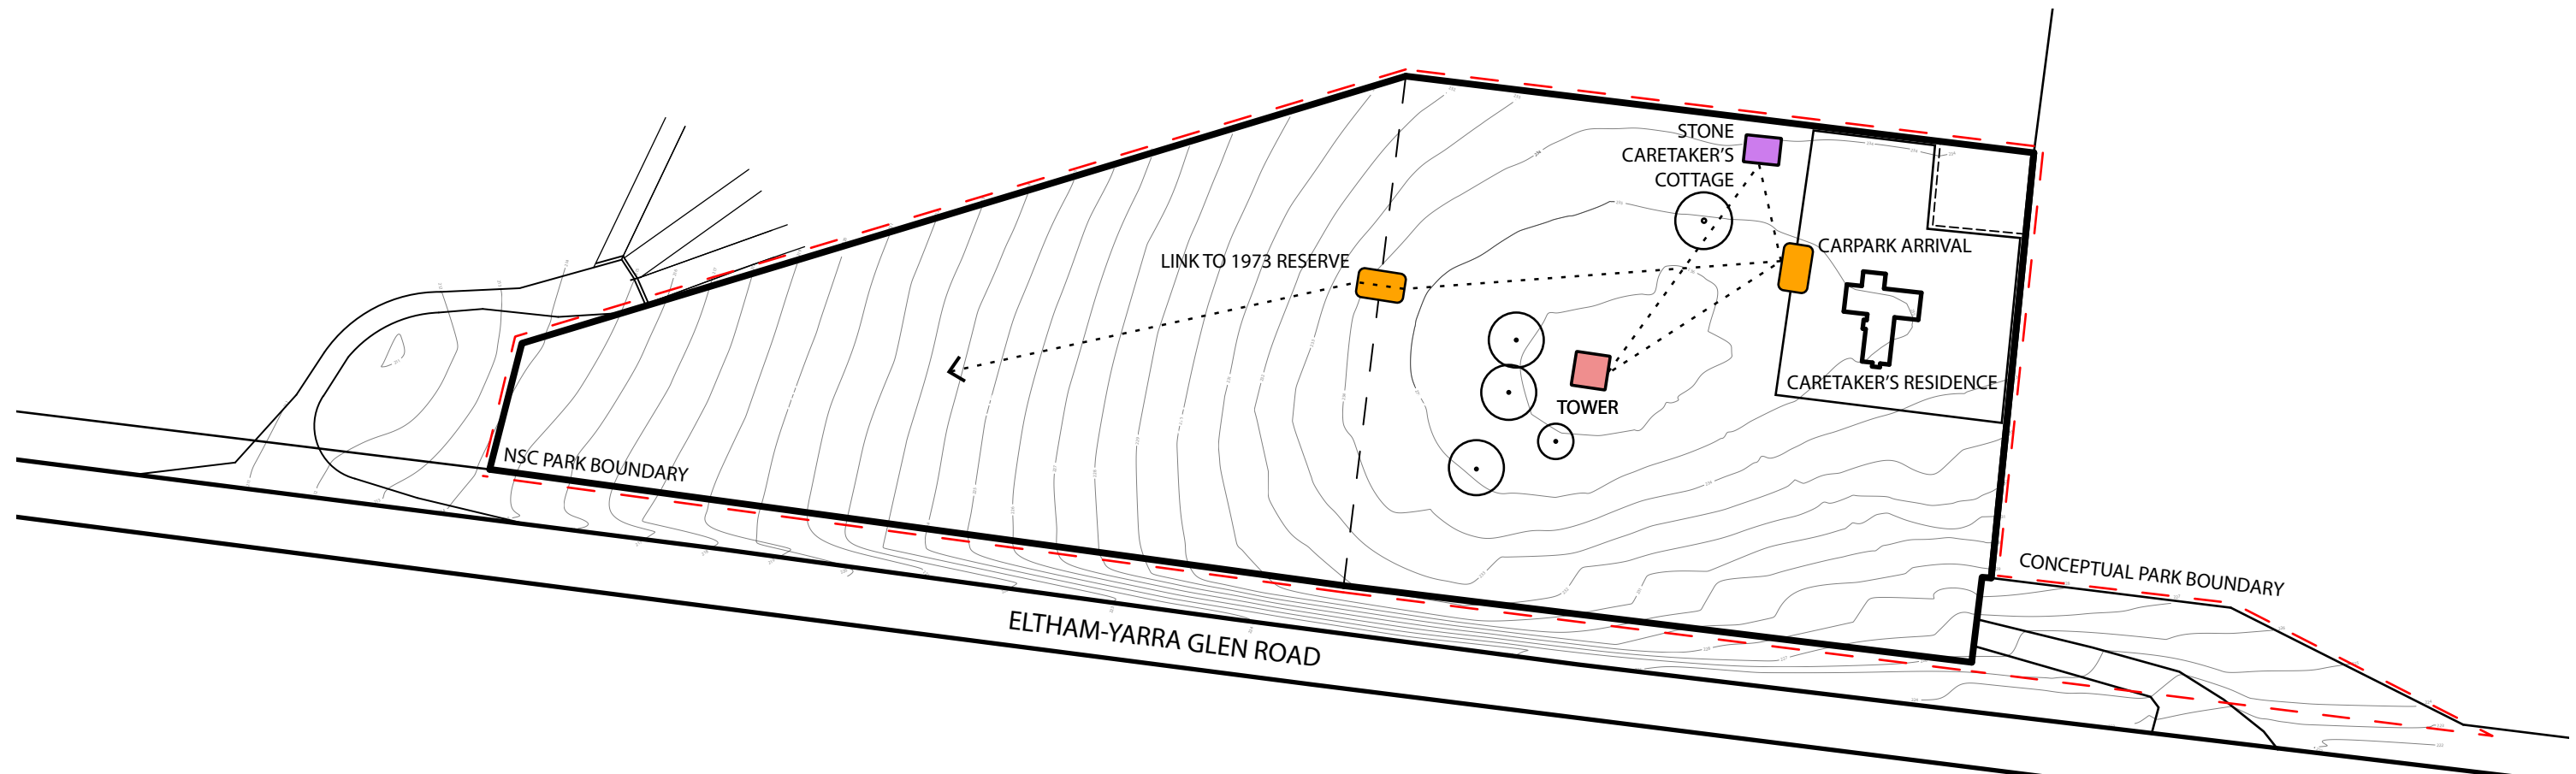 STONE
CARETAKER'S
COTTAGE
CARPARK ARRIVAL
LINK TO 1973 RESERVE
CARETAKER'S RESIDENCE
TOWER
NSC PARK BOUNDARY
CONCEPTUAL PARK BOUNDARY
ELTHAM-YARRA GLEN ROAD